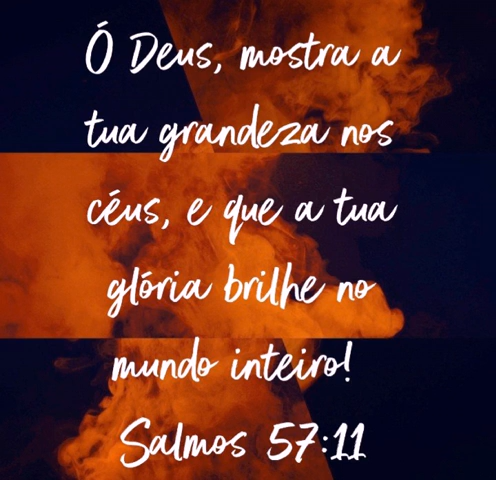 Ó Deus, mostra a
tua grandeza nos
céus, e que a tua
glória brilhe no
mundo inteiro!
Salmos 57:11